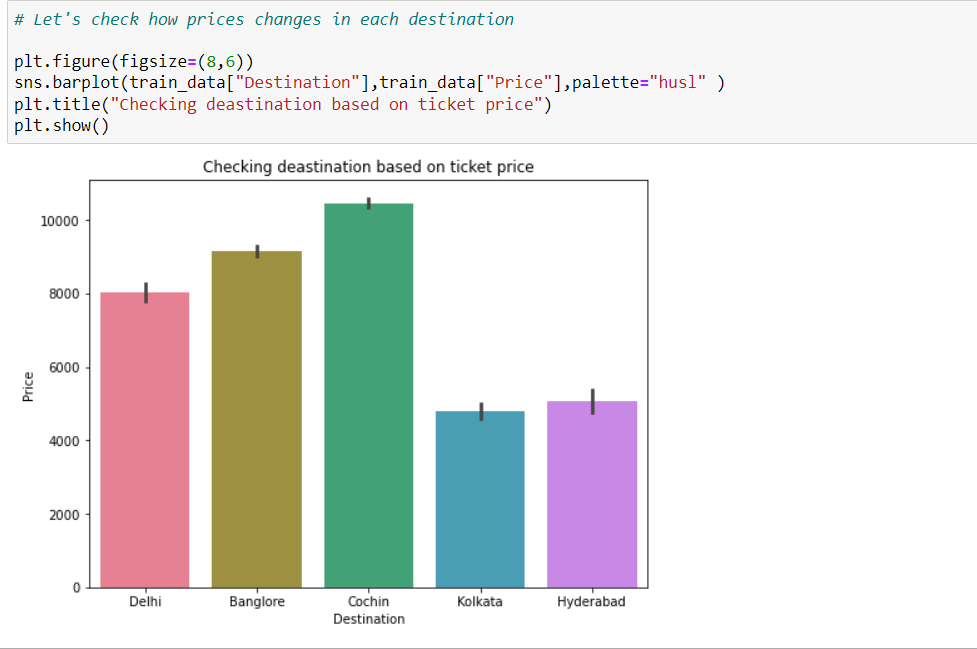 # Let's check how prices changes in each destination
plt.figure(figsize=(8,6))
sns.barplot(train_data["Destination"],train_data["Price"],palette="husl" )
plt.title("Checking deastination based on ticket price")
plt.show()
Checking deastination based on ticket price
10000
8000
6000
4000
2000
0
Price
Delhi Banglore Cochin Kolkata Hyderabad
Destination